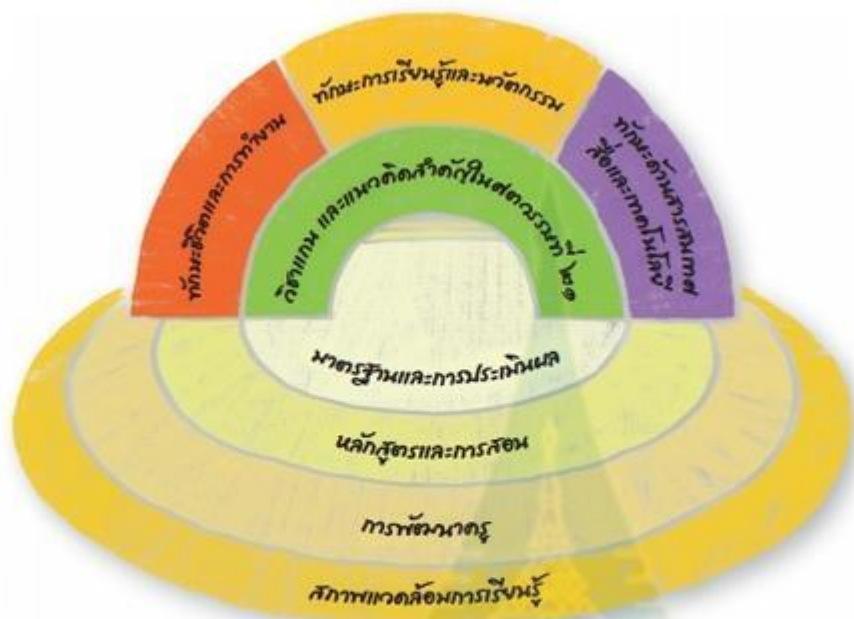 ทักษะการเรียนรู้และนวัตกรรม
ทักษะชีวิตและการทำงาน
ทักษะด้านสารสนเทศ
สื่อและเทคโนโลยี
วิชาแกน และแนวคิดสำคัญในศตวรรษที่ ๒๑
มาตรฐานและการประเมินผล
หลักสูตรและการสอน
การพัฒนาครู
สภาพแวดล้อมการเรียนรู้